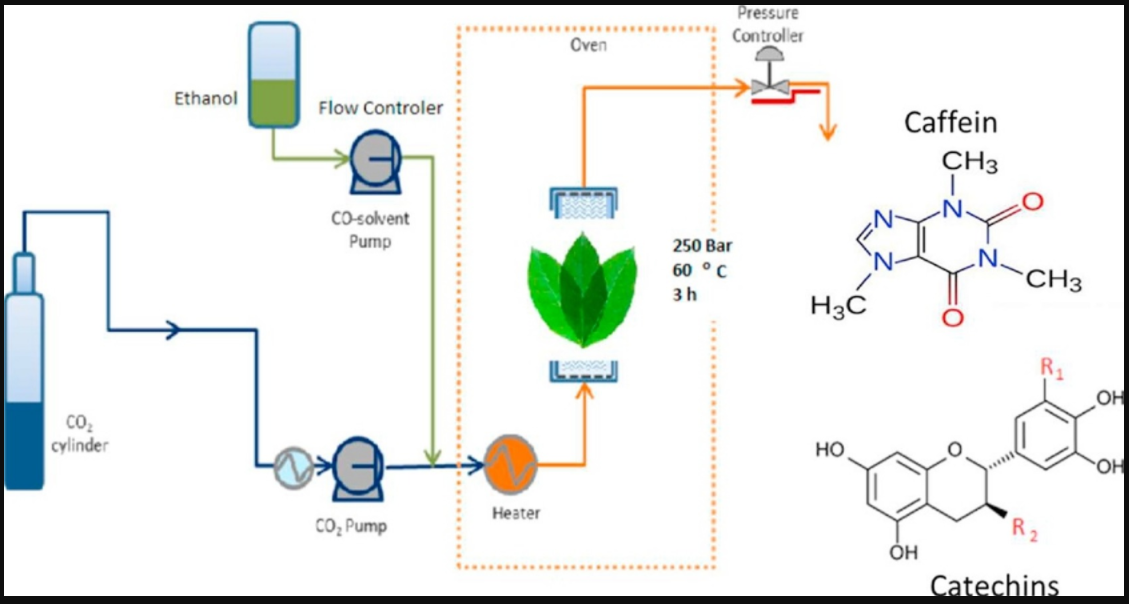 Pressure
Controller
Oven
Ethanol
Flow Controler
CO-solvent
Pump
250 Bar
60 ° C
3 h
CO₂
cylinder
CO₂ Pump
Heater
Caffein
CH₃
N
O
N
N
N
CH₃
H₃C
O
R₁
OH
HO
O
OH
R₂
OH
Catechins